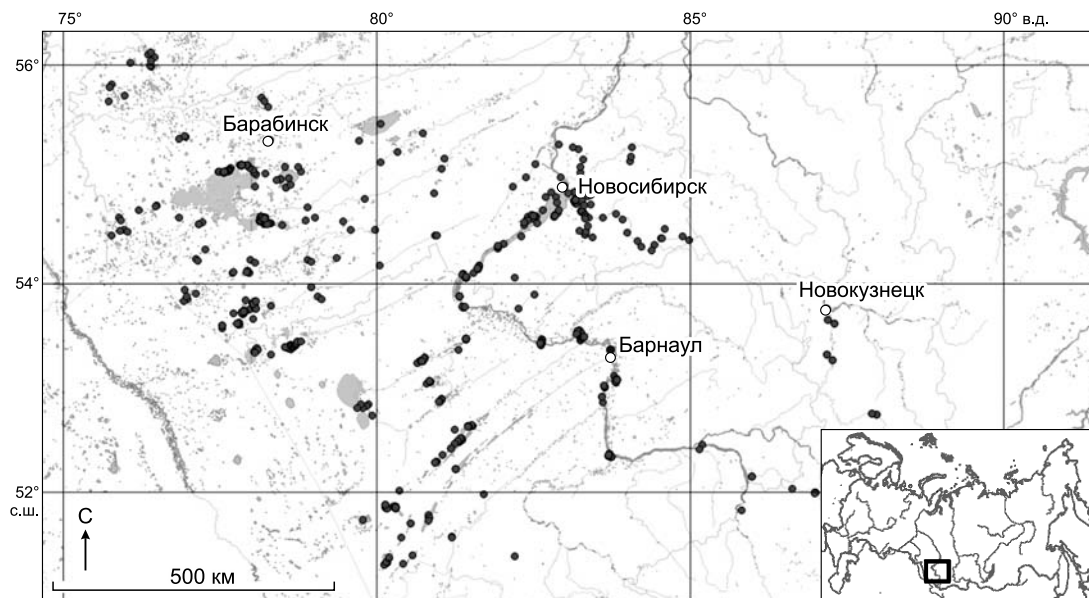 75° 80° 85° 90° в.д.
56°
Барабинск
Новосибирск
54°
Новокузнецк
Барнаул
52°
с.ш.
С
500 км